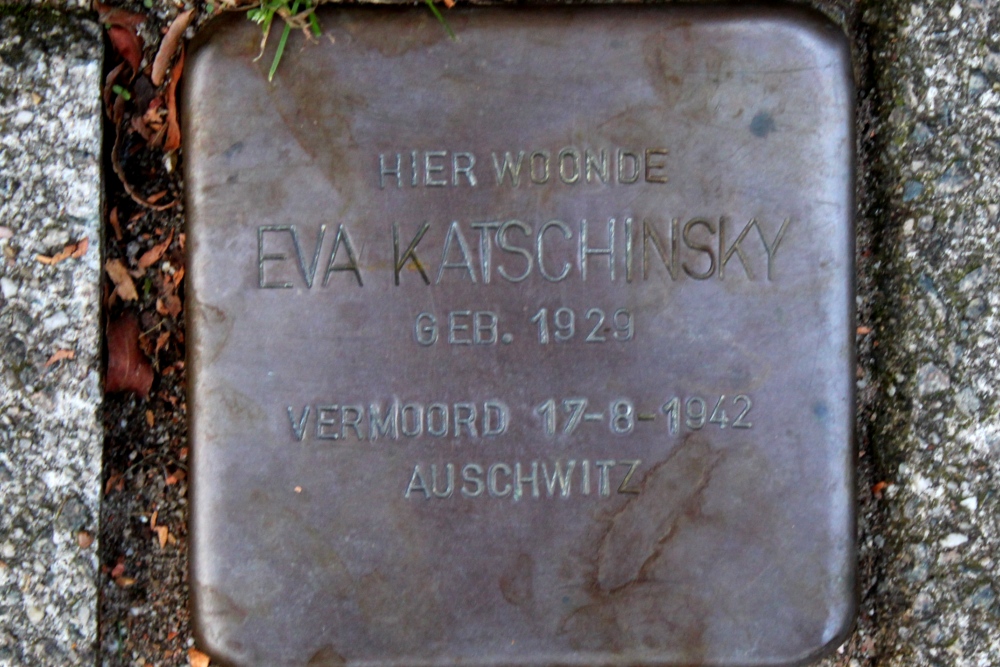 HIER WOONDE
EVA KATSCHINSKY
GEB. 1929
VERMOORD 17-8-1942
AUSCHWITZ